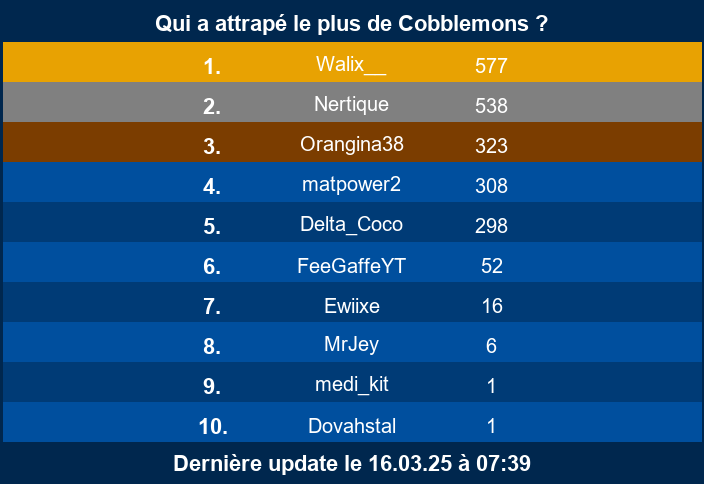 Qui a attrapé le plus de Cobblemons ?
1. Walix__ 577
2. Nertique 538
3. Orangina38 323
4. matpower2 308
5. Delta_Coco 298
6. FeeGaffeYT 52
7. Ewiixe 16
8. MrJey 6
9. medi_kit 1
10. Dovahstal 1
Dernière update le 16.03.25 à 07:39